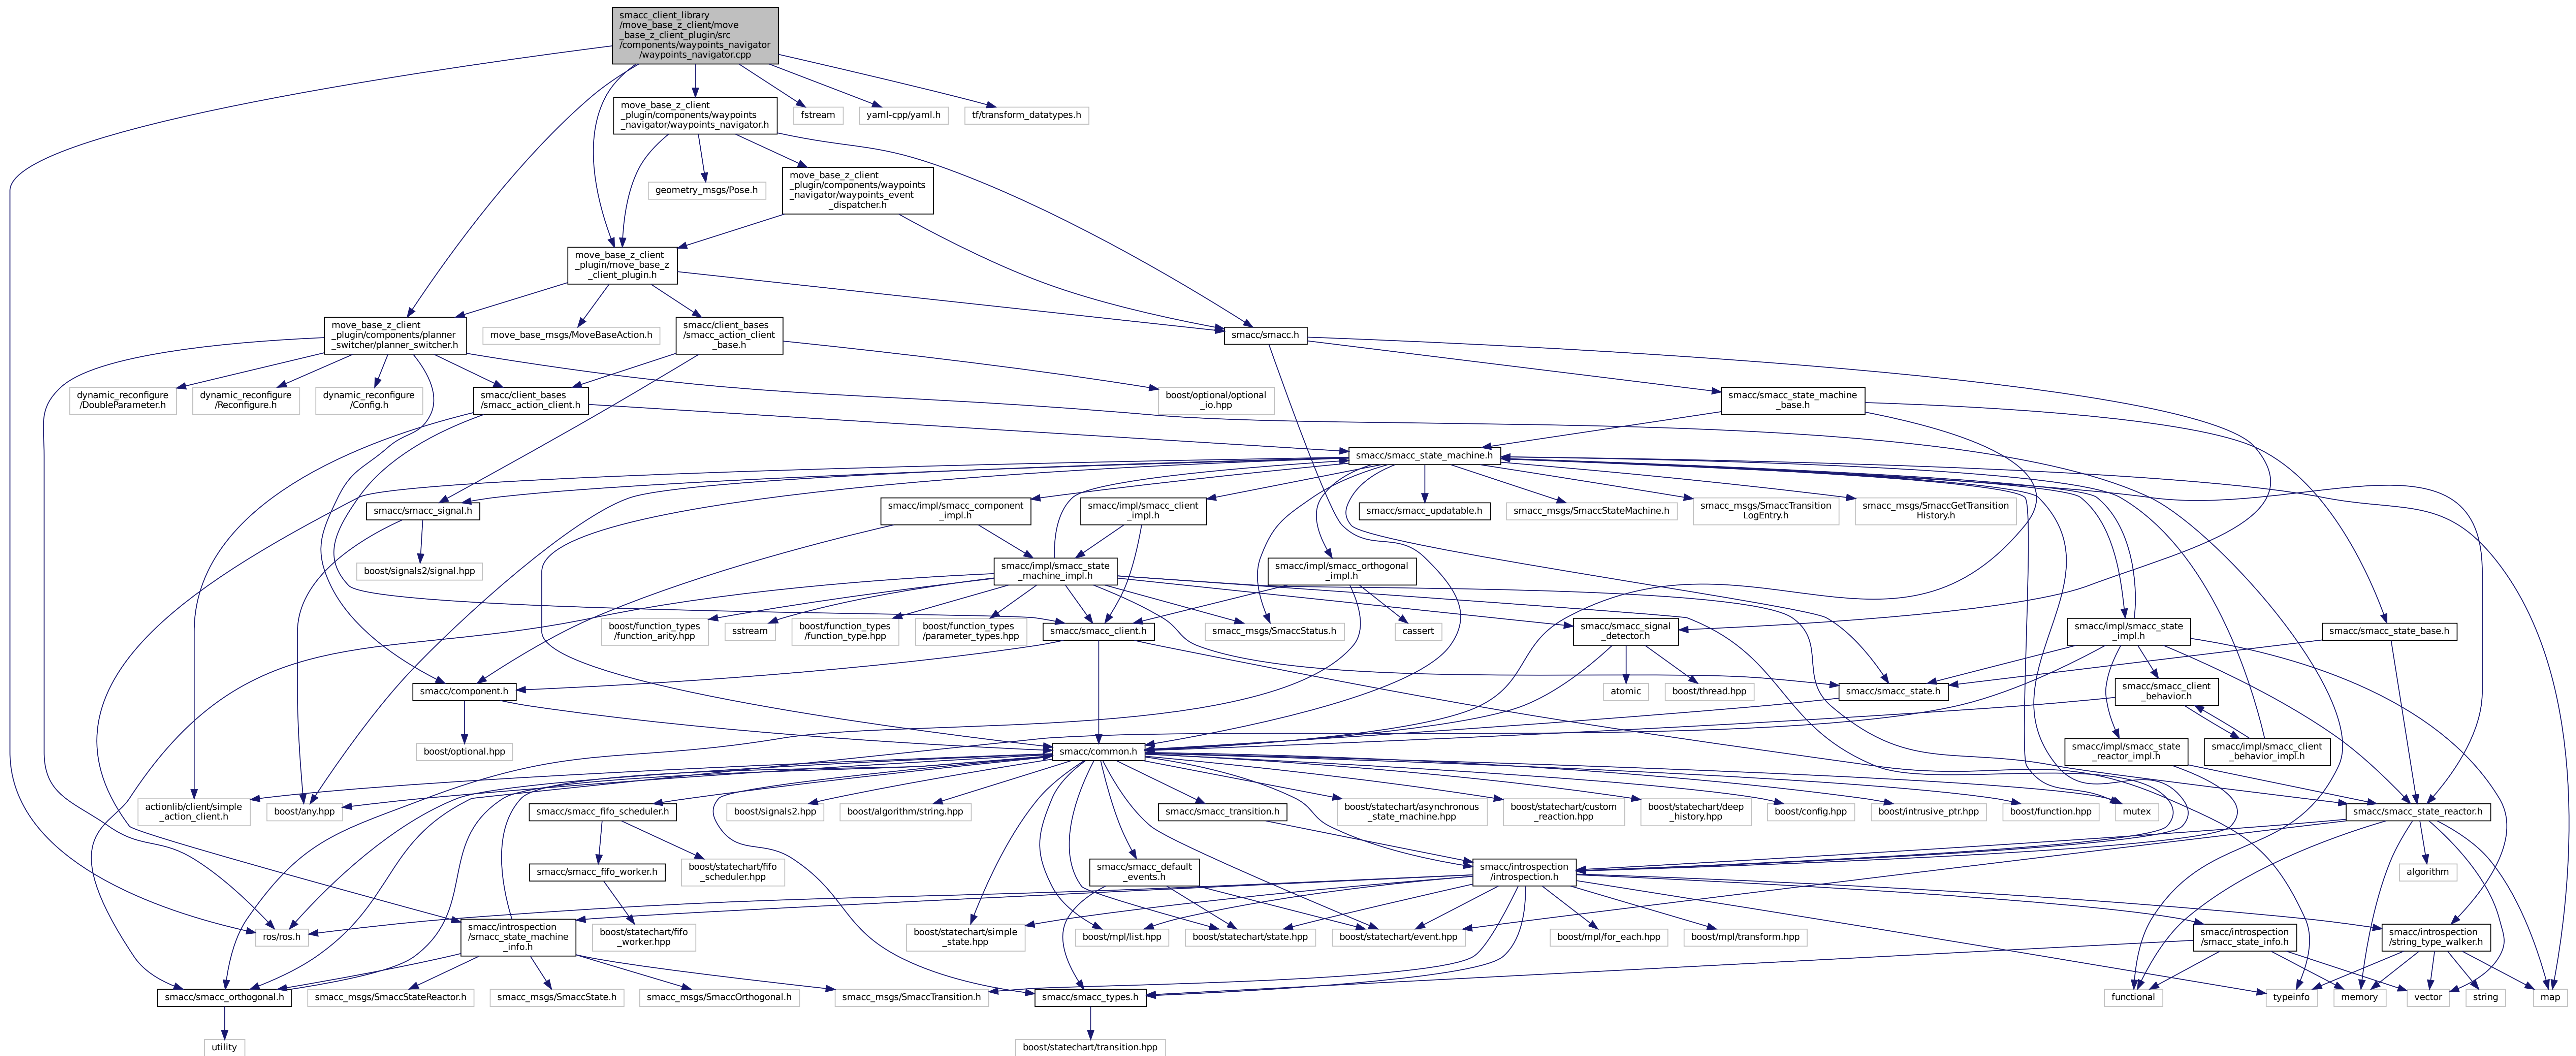 smacc_client_library
/move_base_z_client/move
_base_z_client_plugin/src
/components/waypoints_navigator
/waypoints_navigator.cpp
move_base_z_client
_plugin/components/waypoints
_navigator/waypoints_navigator.h
fstream
yaml-cpp/yaml.h
tf/transform_datatypes.h
geometry_msgs/Pose.h
move_base_z_client
_plugin/components/waypoints
_navigator/waypoints_event
_dispatcher.h
move_base_z_client
_plugin/move_base_z
_client_plugin.h
move_base_z_client
_plugin/components/planner
_switcher/planner_switcher.h
move_base_msgs/MoveBaseAction.h
smacc/client_bases
/smacc_action_client
_base.h
smacc/smacc.h
dynamic_reconfigure
/DoubleParameter.h
dynamic_reconfigure
/Reconfigure.h
dynamic_reconfigure
/Config.h
smacc/client_bases
/smacc_action_client.h
boost/optional/optional
_io.hpp
smacc/smacc_state_machine
_base.h
smacc/smacc_state_machine.h
smacc/smacc_signal.h
smacc/impl/smacc_component
_impl.h
smacc/impl/smacc_client
_impl.h
smacc/smacc_updatable.h
smacc_msgs/SmaccStateMachine.h
smacc_msgs/SmaccTransition
LogEntry.h
smacc_msgs/SmaccGetTransition
History.h
boost/signals2/signal.hpp
smacc/impl/smacc_state
_machine_impl.h
smacc/impl/smacc_orthogonal
_impl.h
boost/function_types
/function_arity.hpp
sstream
boost/function_types
/function_type.hpp
boost/function_types
/parameter_types.hpp
smacc/smacc_client.h
smacc_msgs/SmaccStatus.h
cassert
smacc/smacc_signal
_detector.h
smacc/impl/smacc_state
_impl.h
smacc/smacc_state_base.h
smacc/component.h
atomic
boost/thread.hpp
smacc/smacc_state.h
smacc/smacc_client
_behavior.h
boost/optional.hpp
smacc/common.h
smacc/impl/smacc_state
_reactor_impl.h
smacc/impl/smacc_client
_behavior_impl.h
actionlib/client/simple
_action_client.h
boost/any.hpp
smacc/smacc_fifo_scheduler.h
boost/signals2.hpp
boost/algorithm/string.hpp
smacc/smacc_transition.h
boost/statechart/asynchronous
_state_machine.hpp
boost/statechart/custom
_reaction.hpp
boost/statechart/deep
_history.hpp
boost/config.hpp
boost/intrusive_ptr.hpp
boost/function.hpp
mutex
smacc/smacc_state_reactor.h
smacc/smacc_fifo_worker.h
boost/statechart/fifo
_scheduler.hpp
smacc/smacc_default
_events.h
smacc/introspection
/introspection.h
algorithm
ros/ros.h
smacc/introspection
/smacc_state_machine
_info.h
boost/statechart/fifo
_worker.hpp
boost/statechart/simple
_state.hpp
boost/mpl/list.hpp
boost/statechart/state.hpp
boost/statechart/event.hpp
boost/mpl/for_each.hpp
boost/mpl/transform.hpp
smacc/introspection
/smacc_state_info.h
smacc/introspection
/string_type_walker.h
smacc/smacc_orthogonal.h
smacc_msgs/SmaccStateReactor.h
smacc_msgs/SmaccState.h
smacc_msgs/SmaccOrthogonal.h
smacc_msgs/SmaccTransition.h
smacc/smacc_types.h
functional
typeinfo
memory
vector
string
map
utility
boost/statechart/transition.hpp